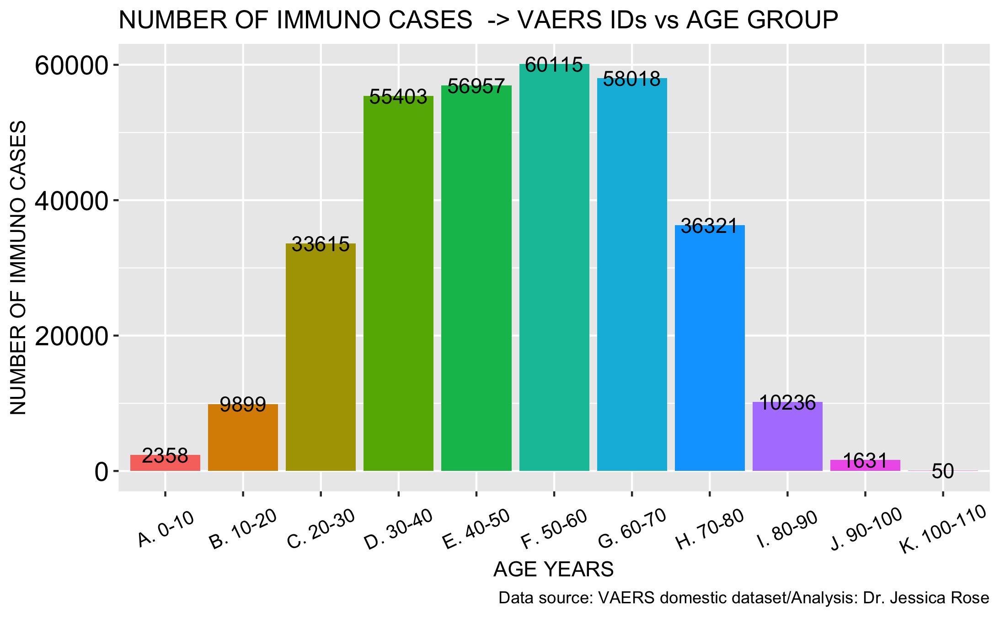 NUMBER OF IMMUNO CASES  -> VAERS IDs vs AGE GROUP
NUMBER OF IMMUNO CASES
60000
40000
20000
0
2358
9899
33615
55403
56957
60115
58018
36321
10236
1631
50
A. 0-10
B. 10-20
C. 20-30
D. 30-40
E. 40-50
F. 50-60
G. 60-70
H. 70-80
I. 80-90
J. 90-100
K. 100-110
AGE YEARS
Data source: VAERS domestic dataset/Analysis: Dr. Jessica Rose